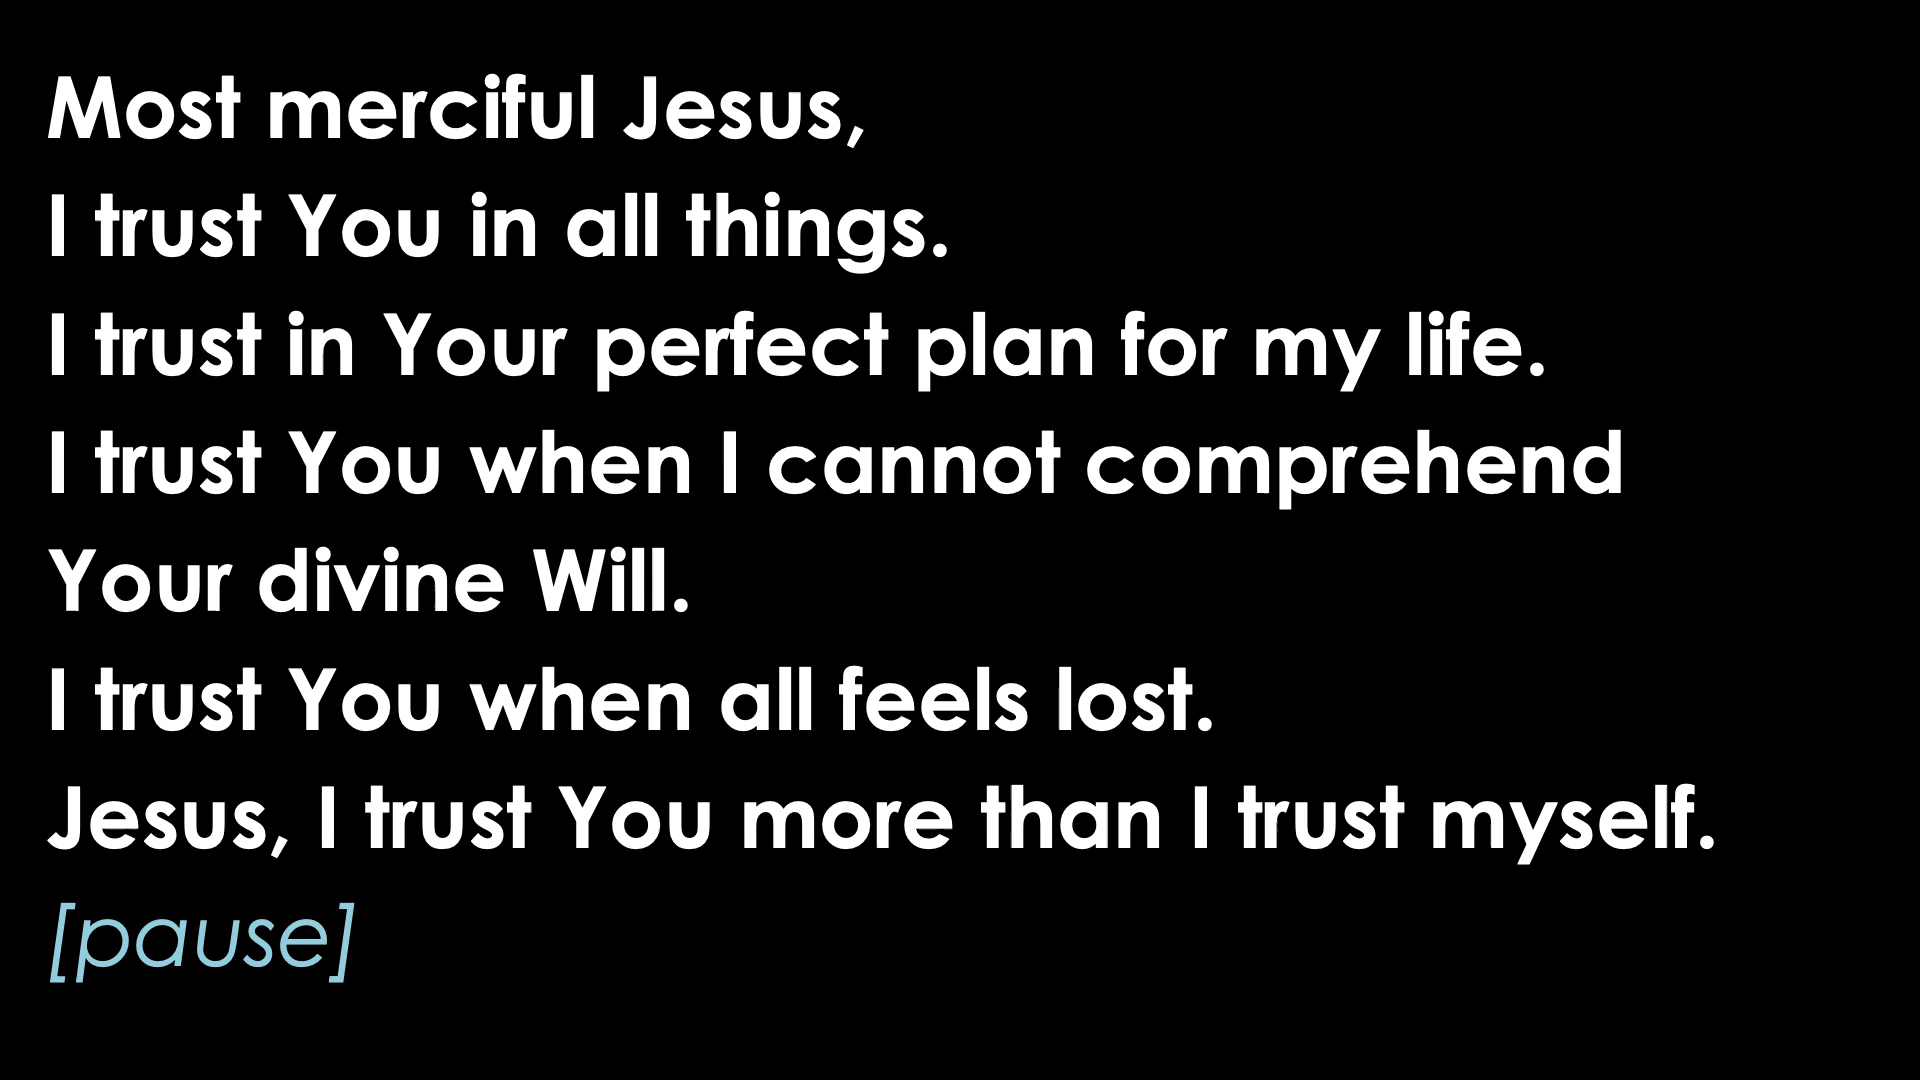 Most merciful Jesus,
I trust You in all things.
I trust in Your perfect plan for my life.
I trust You when I cannot comprehend
Your divine Will.
I trust You when all feels lost.
Jesus, I trust You more than I trust myself.
[pause]